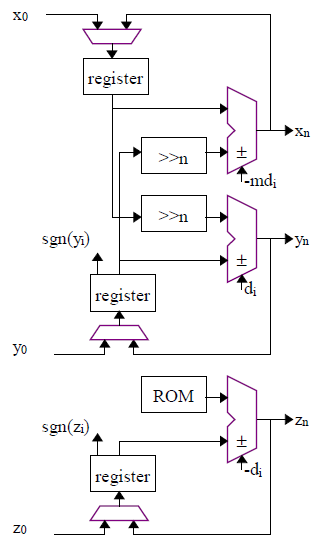 x₀
register
xₙ
>>n
±
-mdᵢ
>>n
sgn(yᵢ)
yₙ
±
register
dᵢ
y₀
ROM
zₙ
sgn(zᵢ)
±
register
-dᵢ
z₀